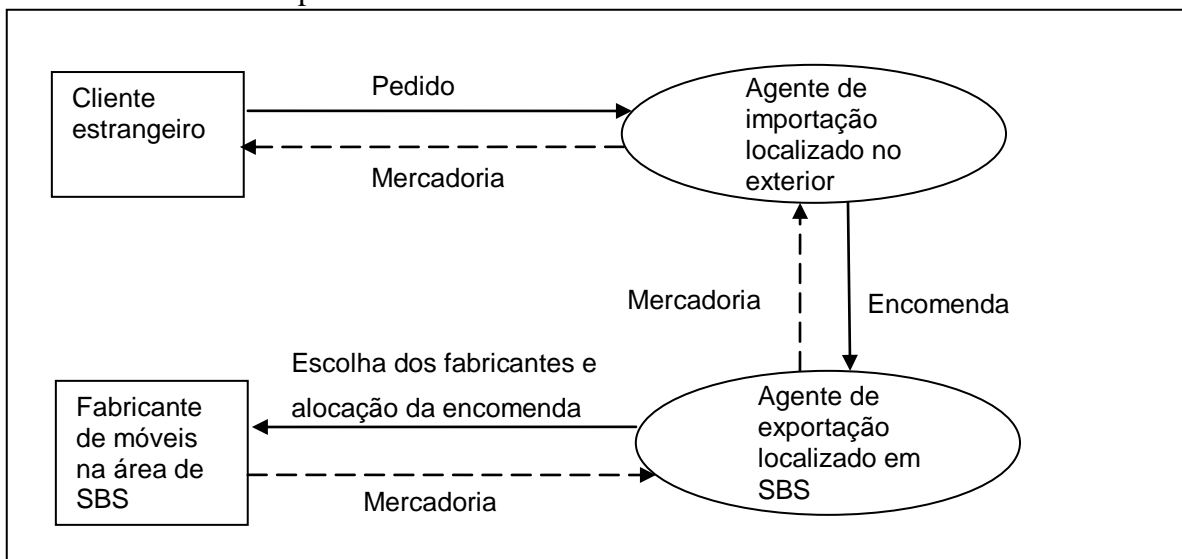 Cliente
estrangeiro
Pedido
Mercadoria
Agente de
importação
localizado no
exterior
Mercadoria
Encomenda
Escolha dos fabricantes e
alocação da encomenda
Fabricante
de móveis
na área de
SBS
Mercadoria
Agente de
exportação
localizado em
SBS